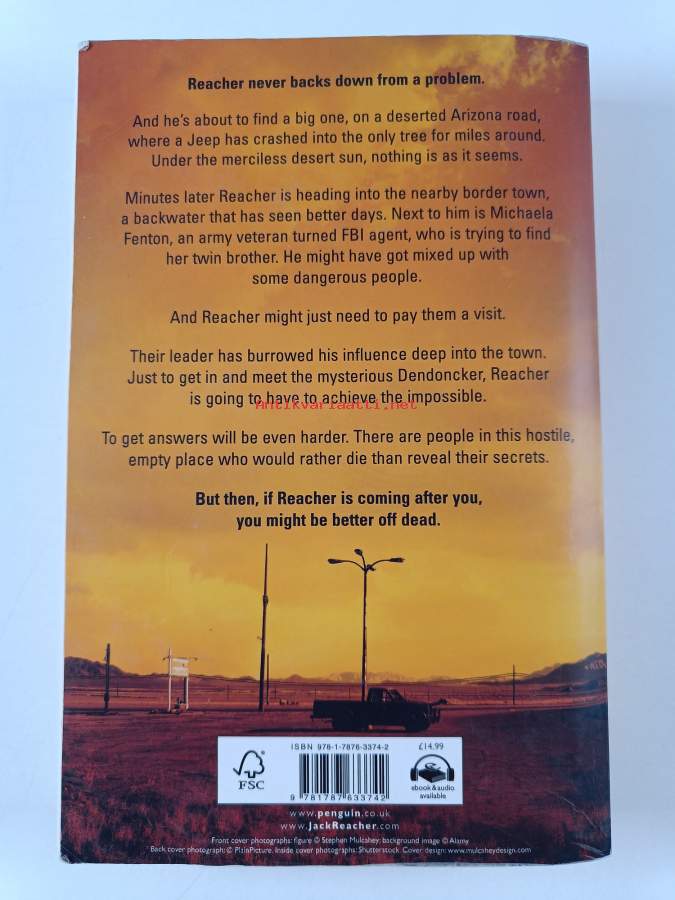 Reacher never backs down from a problem.
And he's about to find a big one, on a deserted Arizona road,
where a Jeep has crashed into the only tree for miles around.
Under the merciless desert sun, nothing is as it seems.
Minutes later Reacher is heading into the nearby border town,
a backwater that has seen better days. Next to him is Michaela
Fenton, an army veteran turned FBI agent, who is trying to find
her twin brother. He might have got mixed up with
some dangerous people.
And Reacher might just need to pay them a visit.
Their leader has burrowed his influence deep into the town.
Just to get in and meet the mysterious Dendoncker, Reacher
is going to have to achieve the impossible.
Antikvariaatti.net
To get answers will be even harder. There are people in this hostile,
empty place who would rather die than reveal their secrets.
But then, if Reacher is coming after you,
you might be better off dead.
ISBN 978-1-7876-3374-2
£14.99
FSC
9 781787 633742
ebook & audio
available
www.penguin.co.uk
www.JackReacher.com
Front cover photographs: figure © Stephen Mulcahey; background image © Alamy
Back cover photograph: © PlainPicture. Inside cover photographs: Shutterstock. Cover design: www.mulcaheydesign.com